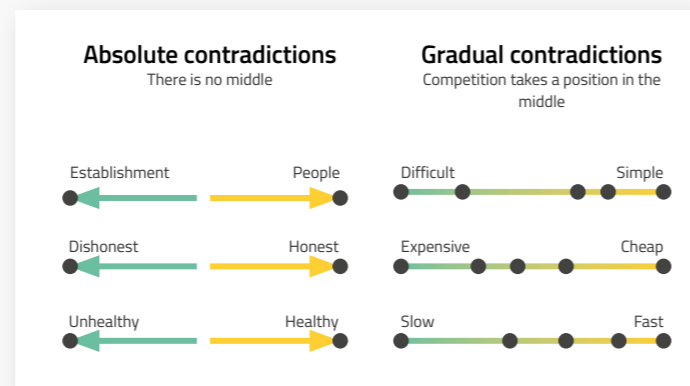 Absolute contradictions
There is no middle
Gradual contradictions
Competition takes a position in the
middle
Establishment People
Dishonest Honest
Unhealthy Healthy
Difficult Simple
Expensive Cheap
Slow Fast